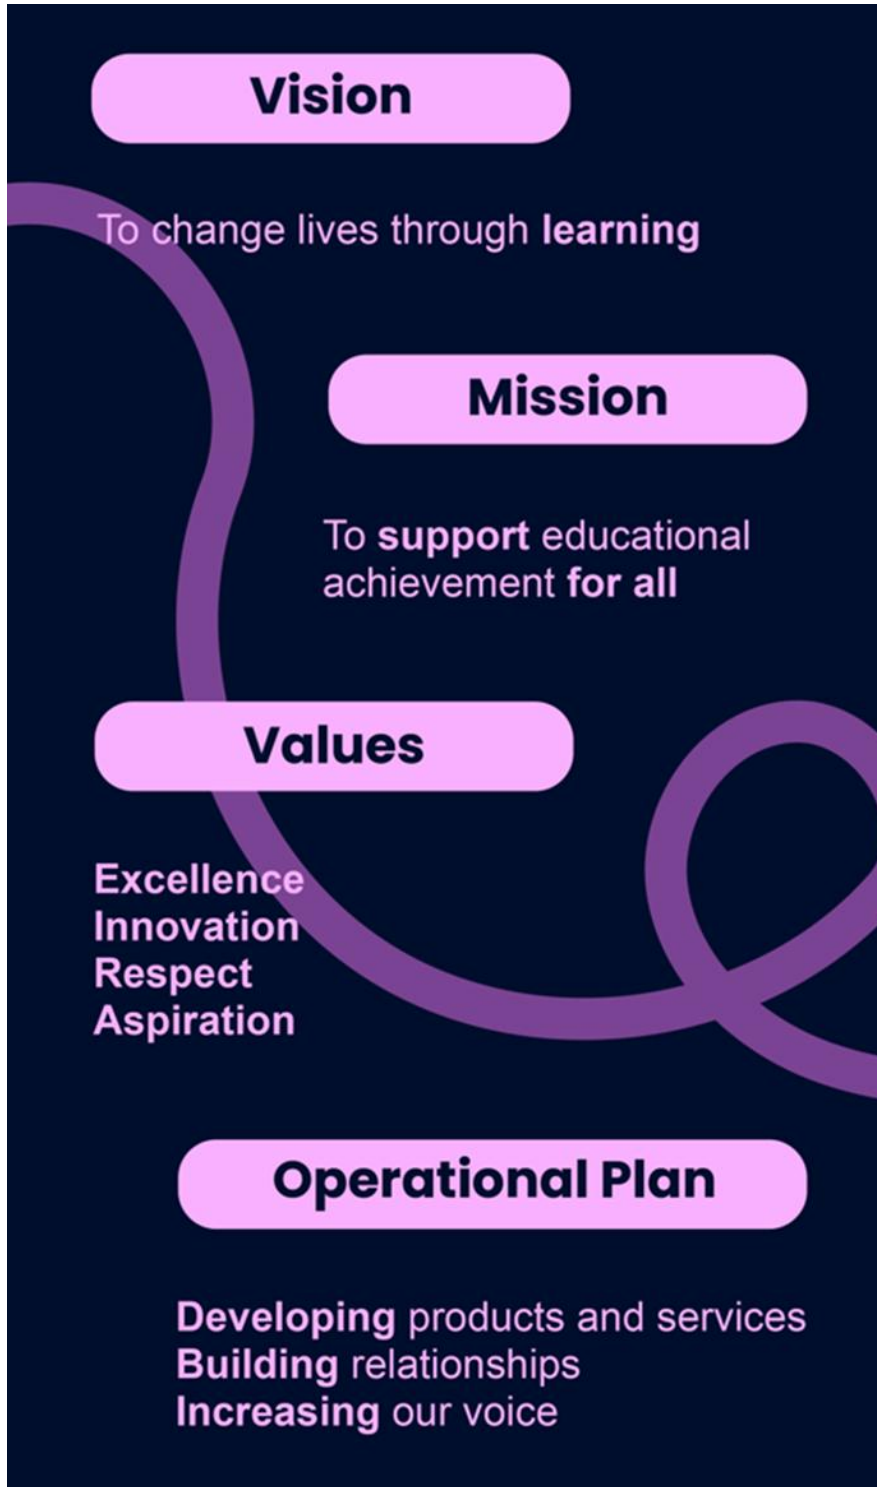 Vision
To change lives through learning
Mission
To support educational
achievement for all
Values
Excellence
Innovation
Respect
Aspiration
Operational Plan
Developing products and services
Building relationships
Increasing our voice